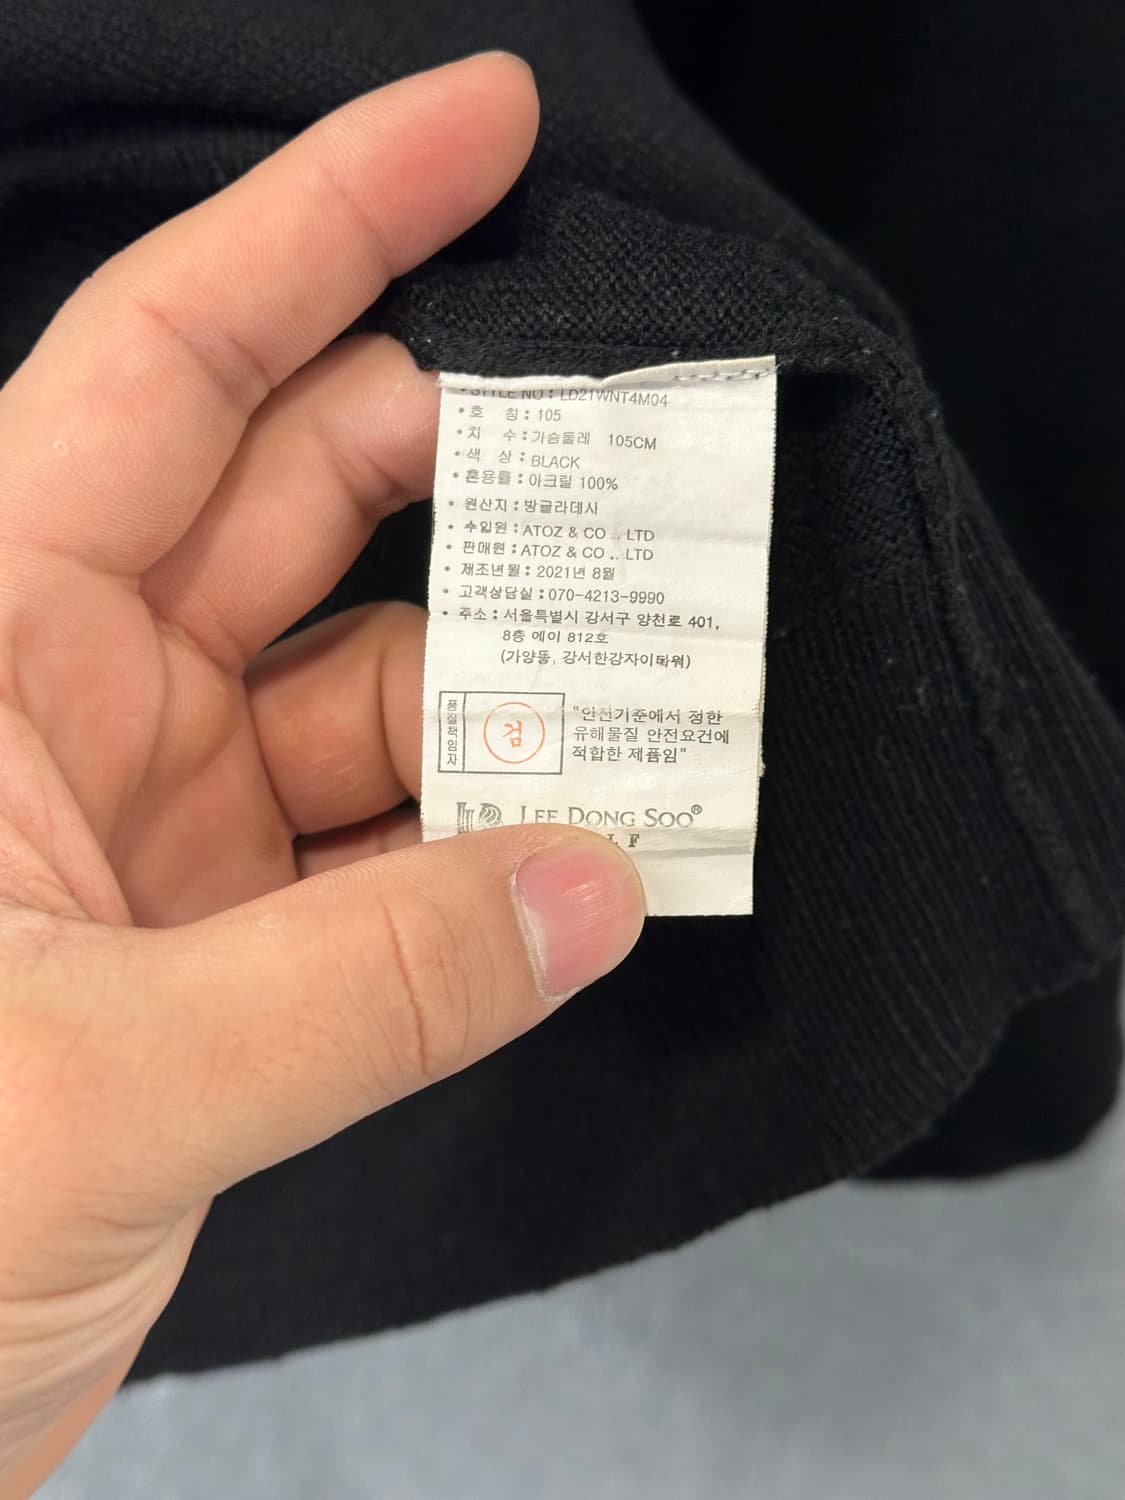 • STYLE NO : LD21WNT4M04
• 호 칭 : 105
• 치 수 : 가슴둘레 105CM
• 색 상 : BLACK
• 혼용률 : 아크릴 100%
• 원산지 : 방글라데시
• 수입원 : ATOZ & CO ., LTD
• 판매원 : ATOZ & CO ., LTD
• 제조년월 : 2021년 8월
• 고객상담실 : 070-4213-9990
• 주소 : 서울특별시 강서구 양천로 401,
8층 에이 812호
(가양똥, 강서한강자이타워)
품질책임자
검
"안전기준에서 정한
유해물질 안전요건에
적합한 제품임"
LEE DONG SOO®
L F